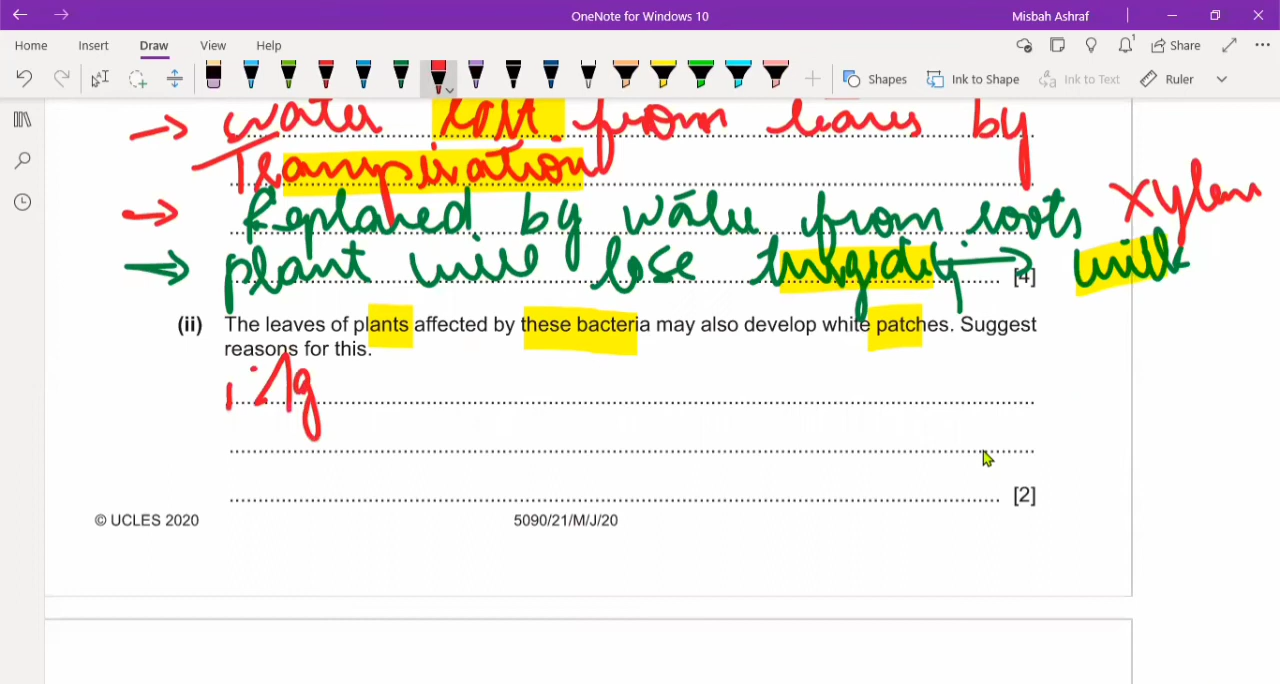 OneNote for Windows 10
Misbah Ashraf
Home Insert Draw View Help
Share
Shapes
Ink to Shape
Ink to Text
Ruler
→ water lost from leaves by
Transpiration
→ Replaced by water from roots xylem
→ plant will lose turgidity → wilt
[4]
(ii) The leaves of plants affected by these bacteria may also develop white patches. Suggest
reasons for this.
[2]
© UCLES 2020
5090/21/M/J/20